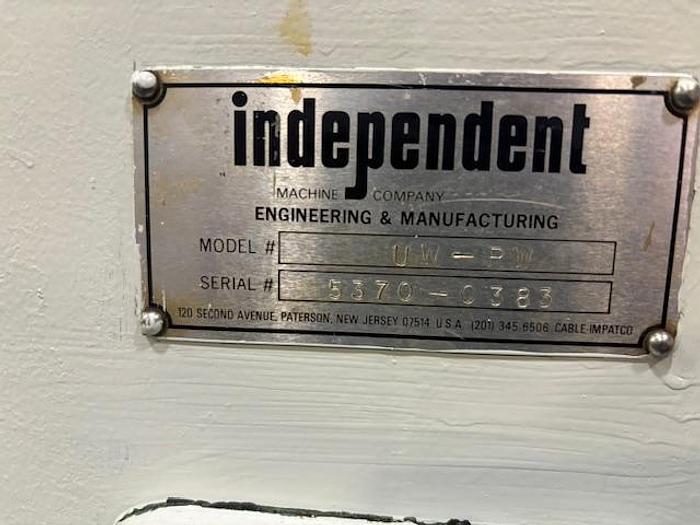 independent
MACHINE COMPANY
ENGINEERING & MANUFACTURING
MODEL # UW-PW
SERIAL # 5370-0383
120 SECOND AVENUE, PATERSON, NEW JERSEY 07514 U.S.A. (201) 345 6506 CABLE-IMPATCO